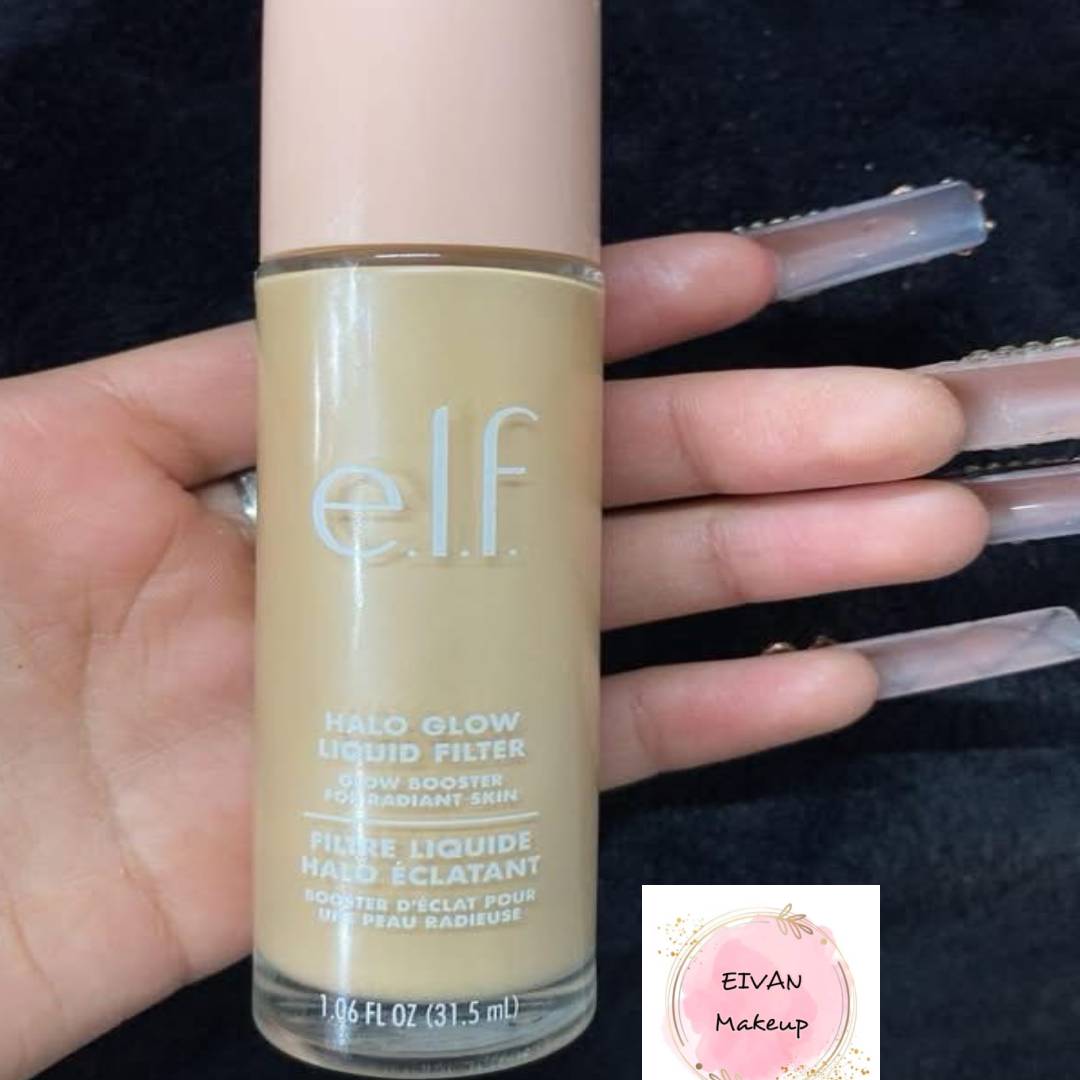 e.l.f.
HALO GLOW
LIQUID FILTER
GLOW BOOSTER
FOR RADIANT SKIN
FILTRE LIQUIDE
HALO ÉCLATANT
BOOSTER D'ÉCLAT POUR
UNE PEAU RADIEUSE
1.06 FL OZ (31.5 mL)
EIVAN
Makeup